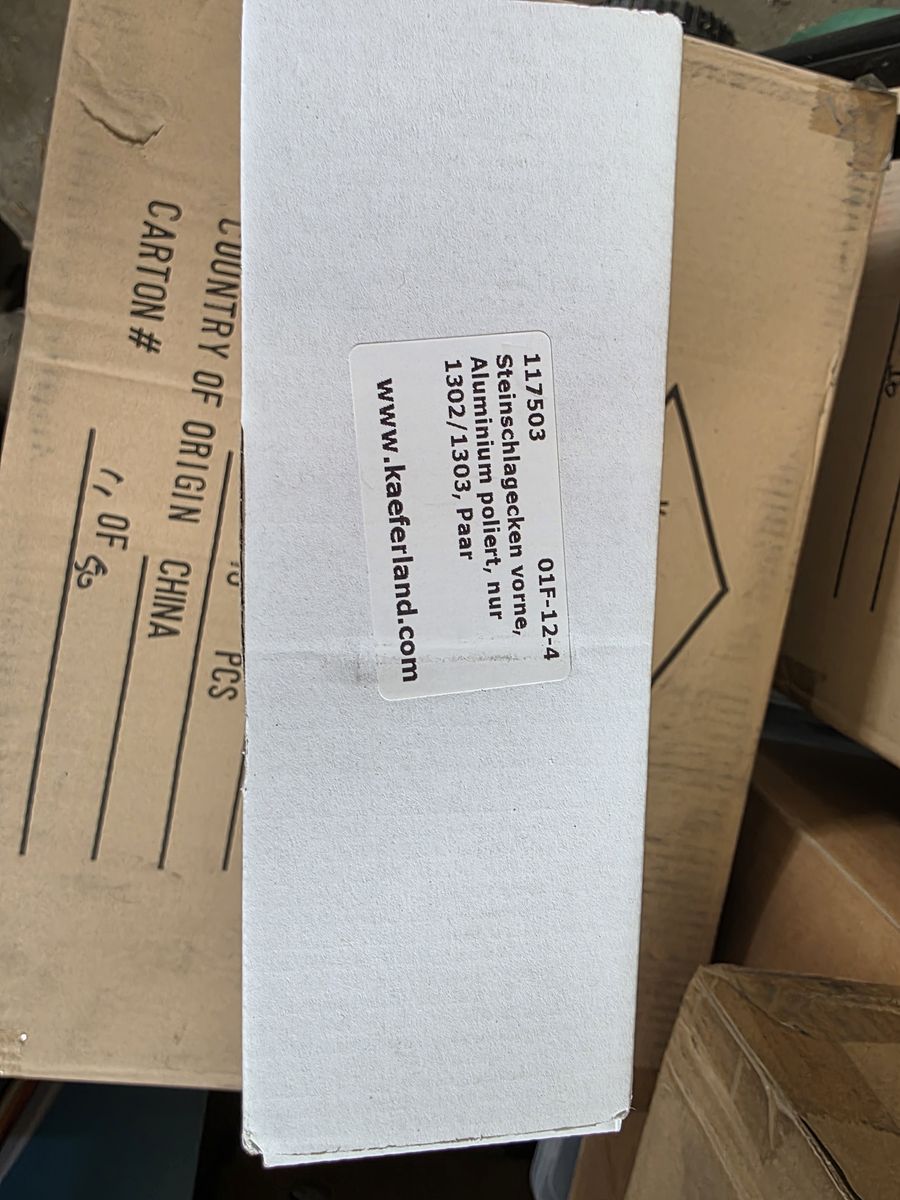 117503 01F-12-4
Steinschlagecken vorne,
Aluminium poliert, nur
1302/1303, Paar
www.kaeferland.com
PCS
COUNTRY OF ORIGIN CHINA
CARTON # OF